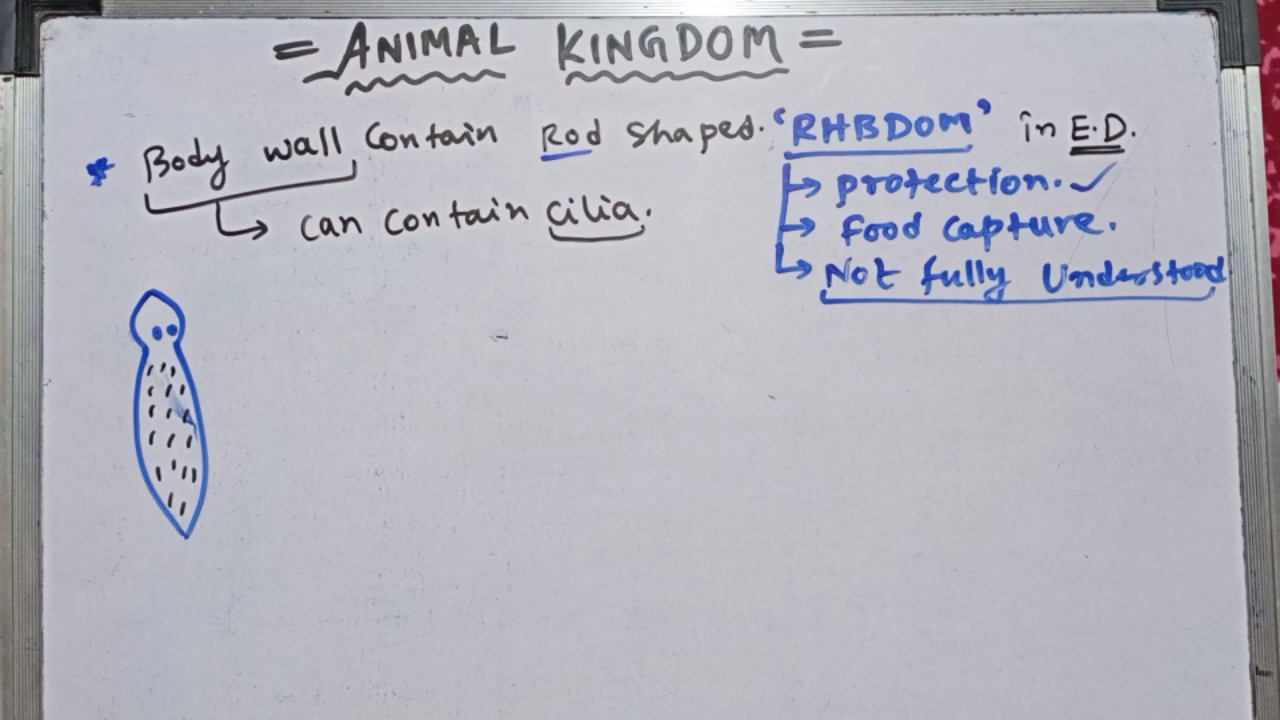 = ANIMAL KINGDOM =
* Body wall Contain Rod shaped. ‘RHBDOM’ in E.D.
→ protection. ✓
→ can contain cilia.
→ food capture.
→ Not fully Understood